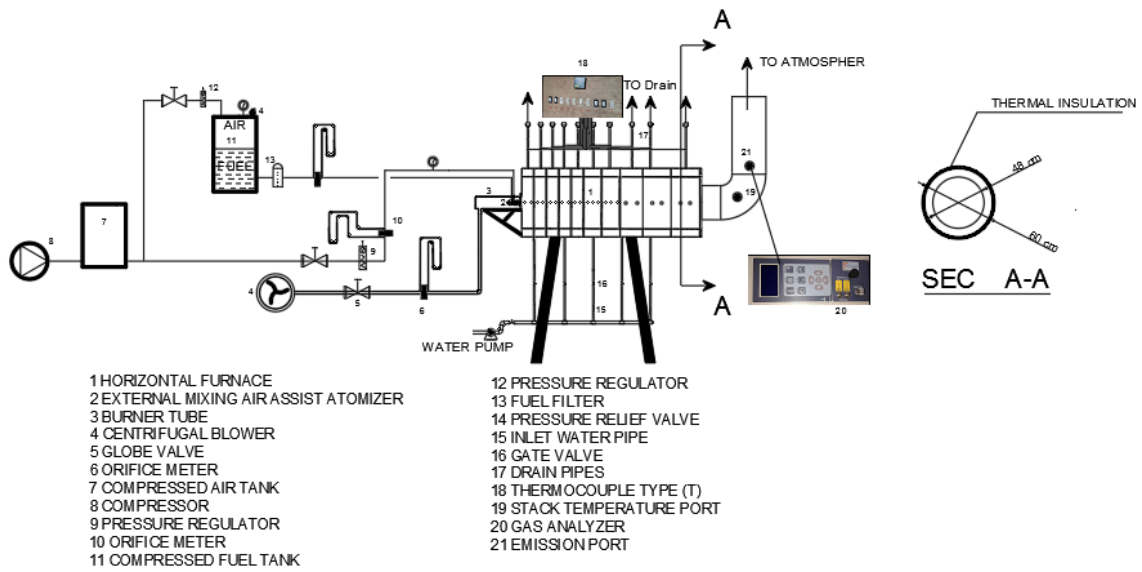 A
18
TO ATMOSPHER
12
TO Drain
THERMAL INSULATION
AIR
11
17
13
21
48 cm
3
1
2
19
7
10
60 cm
8
9
SEC A-A
4
16
5
6
15
A
20
WATER PUMP
1 HORIZONTAL FURNACE
2 EXTERNAL MIXING AIR ASSIST ATOMIZER
3 BURNER TUBE
4 CENTRIFUGAL BLOWER
5 GLOBE VALVE
6 ORIFICE METER
7 COMPRESSED AIR TANK
8 COMPRESSOR
9 PRESSURE REGULATOR
10 ORIFICE METER
11 COMPRESSED FUEL TANK
12 PRESSURE REGULATOR
13 FUEL FILTER
14 PRESSURE RELIEF VALVE
15 INLET WATER PIPE
16 GATE VALVE
17 DRAIN PIPES
18 THERMOCOUPLE TYPE (T)
19 STACK TEMPERATURE PORT
20 GAS ANALYZER
21 EMISSION PORT